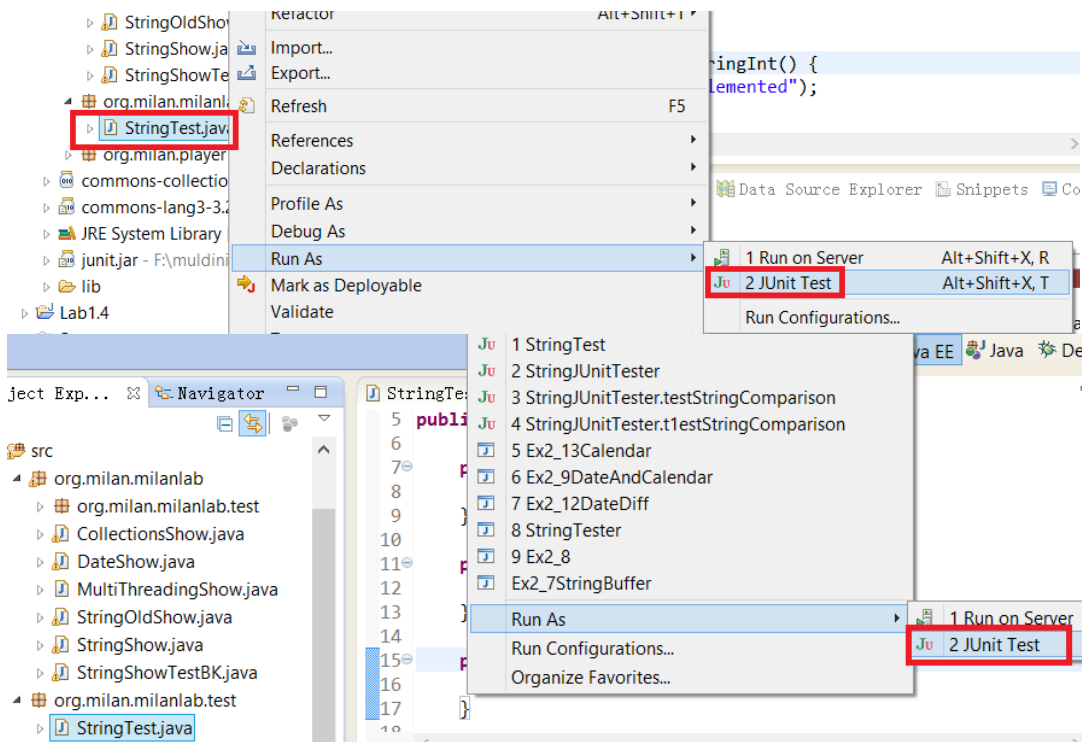 Refactor Alt+Shift+T
StringOldShov
StringShow.ja
StringShowTe
org.milan.milanl
StringTest.java
org.milan.player
commons-collectio
commons-lang3-3.2
JRE System Library
junit.jar - F:\muldini
lib
Lab1.4
Import...
Export...
Refresh F5
References
Declarations
Profile As
Debug As
Run As
Mark as Deployable
Validate
ringInt() {
lemented");
Data Source Explorer Snippets Co
1 Run on Server Alt+Shift+X, R
2 JUnit Test Alt+Shift+X, T
Run Configurations...
va EE Java De
ject Exp... Navigator
src
org.milan.milanlab
org.milan.milanlab.test
CollectionsShow.java
DateShow.java
MultiThreadingShow.java
StringOldShow.java
StringShow.java
StringShowTestBK.java
org.milan.milanlab.test
StringTest.java
StringTe
5 publi
6
7 p
8
9 }
10
11 p
12
13 }
14
15 p
16
17 }
18
1 StringTest
2 StringJUnitTester
3 StringJUnitTester.testStringComparison
4 StringJUnitTester.t1estStringComparison
5 Ex2_13Calendar
6 Ex2_9DateAndCalendar
7 Ex2_12DateDiff
8 StringTester
9 Ex2_8
Ex2_7StringBuffer
Run As
Run Configurations...
Organize Favorites...
1 Run on Server
2 JUnit Test